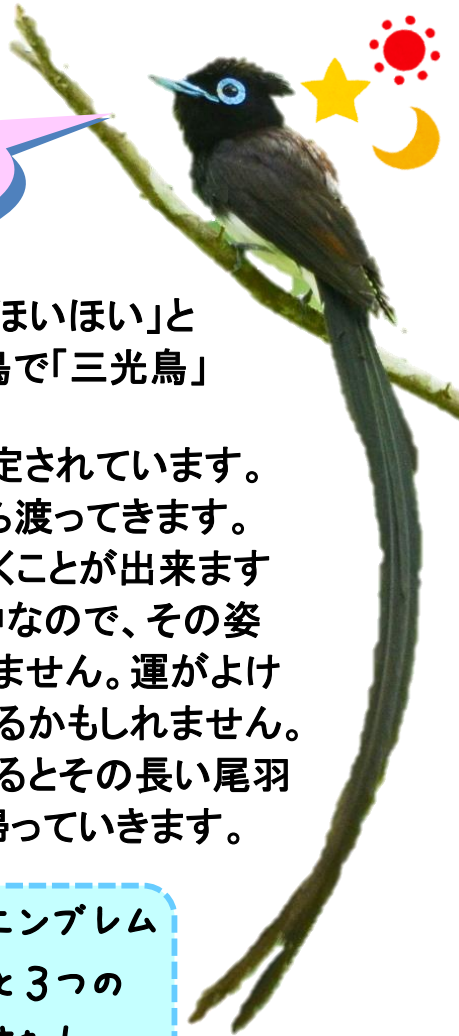 ほいほい」と
鳥で「三光鳥」
定されています。
ら渡ってきます。
くことが出来ます
なので、その姿
ません。運がよけ
るかもしれません。
るとその長い尾羽
帰っていきます。
エンブレム
と３つの